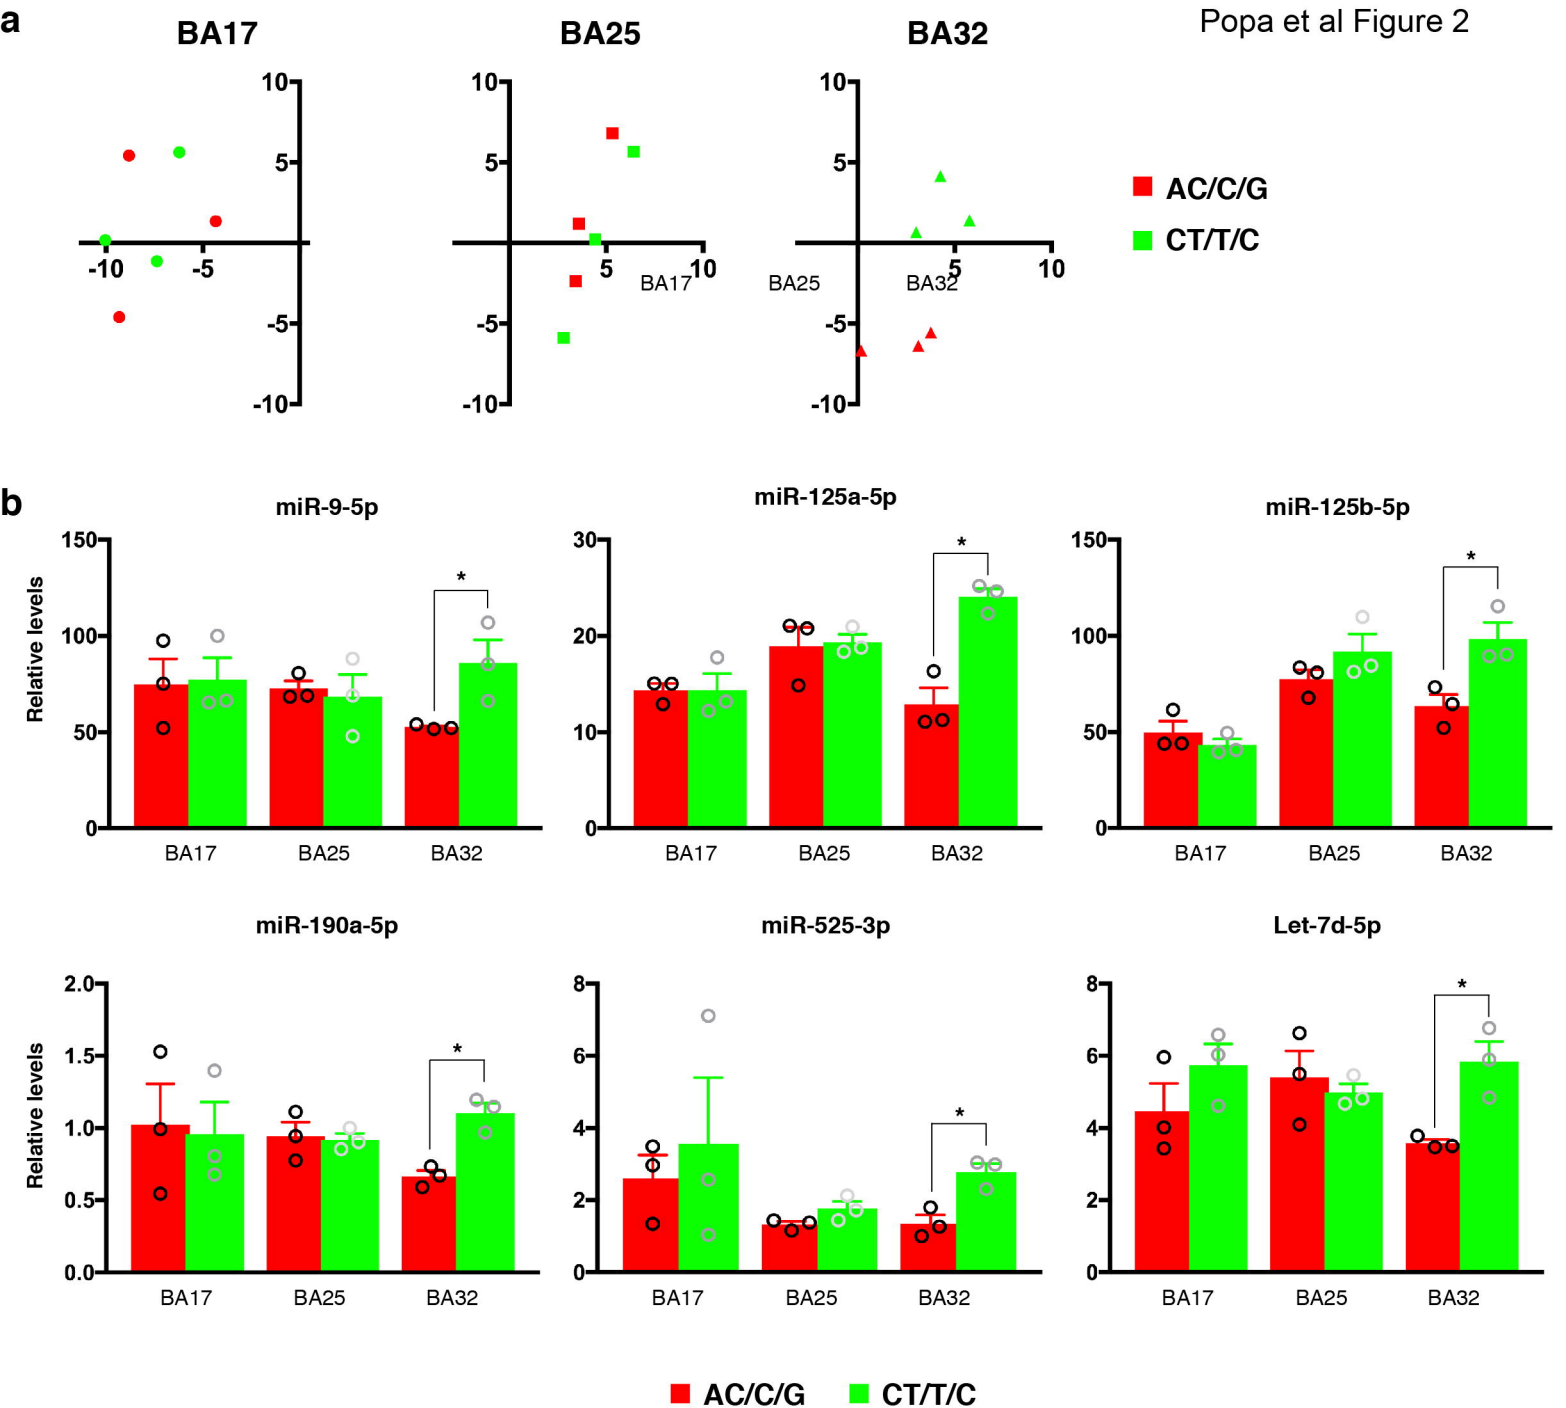 a
BA17
BA25
BA32
Popa et al Figure 2
10
5
-10
-5
-5
-10
10
5
5
10
-5
-10
10
5
5
10
-5
-10
BA17
BA25
BA32
AC/C/G
CT/T/C
b
miR-9-5p
miR-125a-5p
miR-125b-5p
Relative levels
150
100
50
0
*
BA17
BA25
BA32
30
20
10
0
*
BA17
BA25
BA32
150
100
50
0
*
BA17
BA25
BA32
miR-190a-5p
miR-525-3p
Let-7d-5p
Relative levels
2.0
1.5
1.0
0.5
0.0
*
BA17
BA25
BA32
8
6
4
2
0
*
BA17
BA25
BA32
8
6
4
2
0
*
BA17
BA25
BA32
AC/C/G
CT/T/C